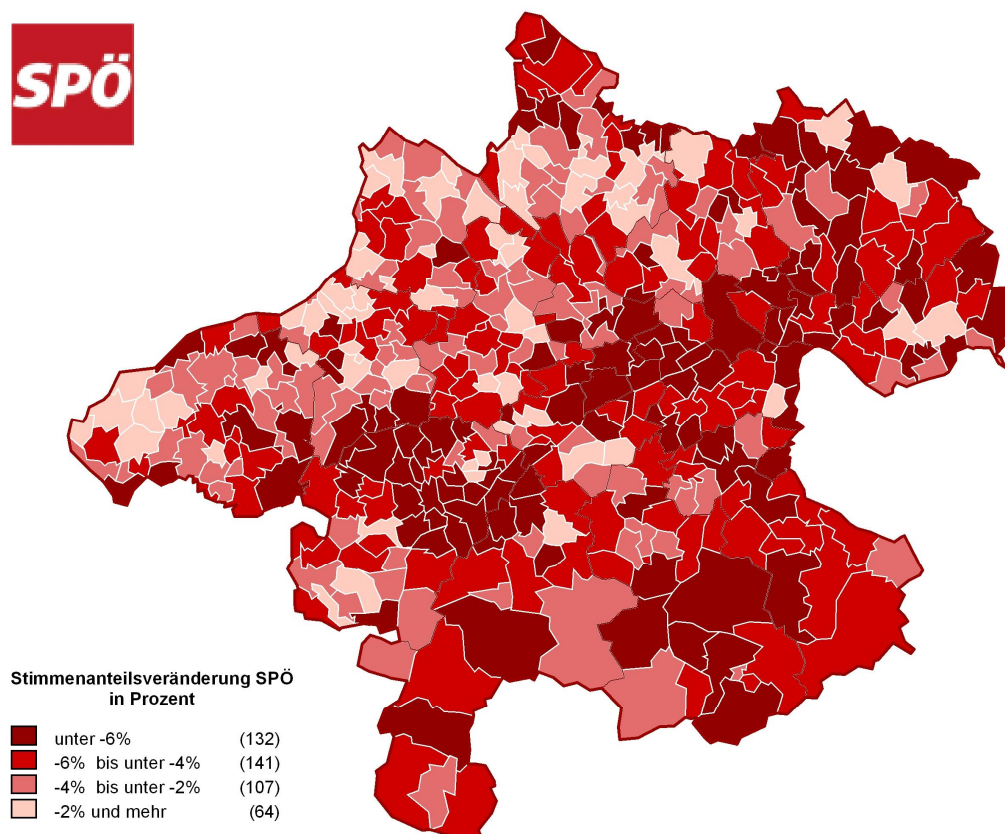 SPÖ
Stimmenanteilsveränderung SPÖ
in Prozent
unter -6% (132)
-6% bis unter -4% (141)
-4% bis unter -2% (107)
-2% und mehr (64)